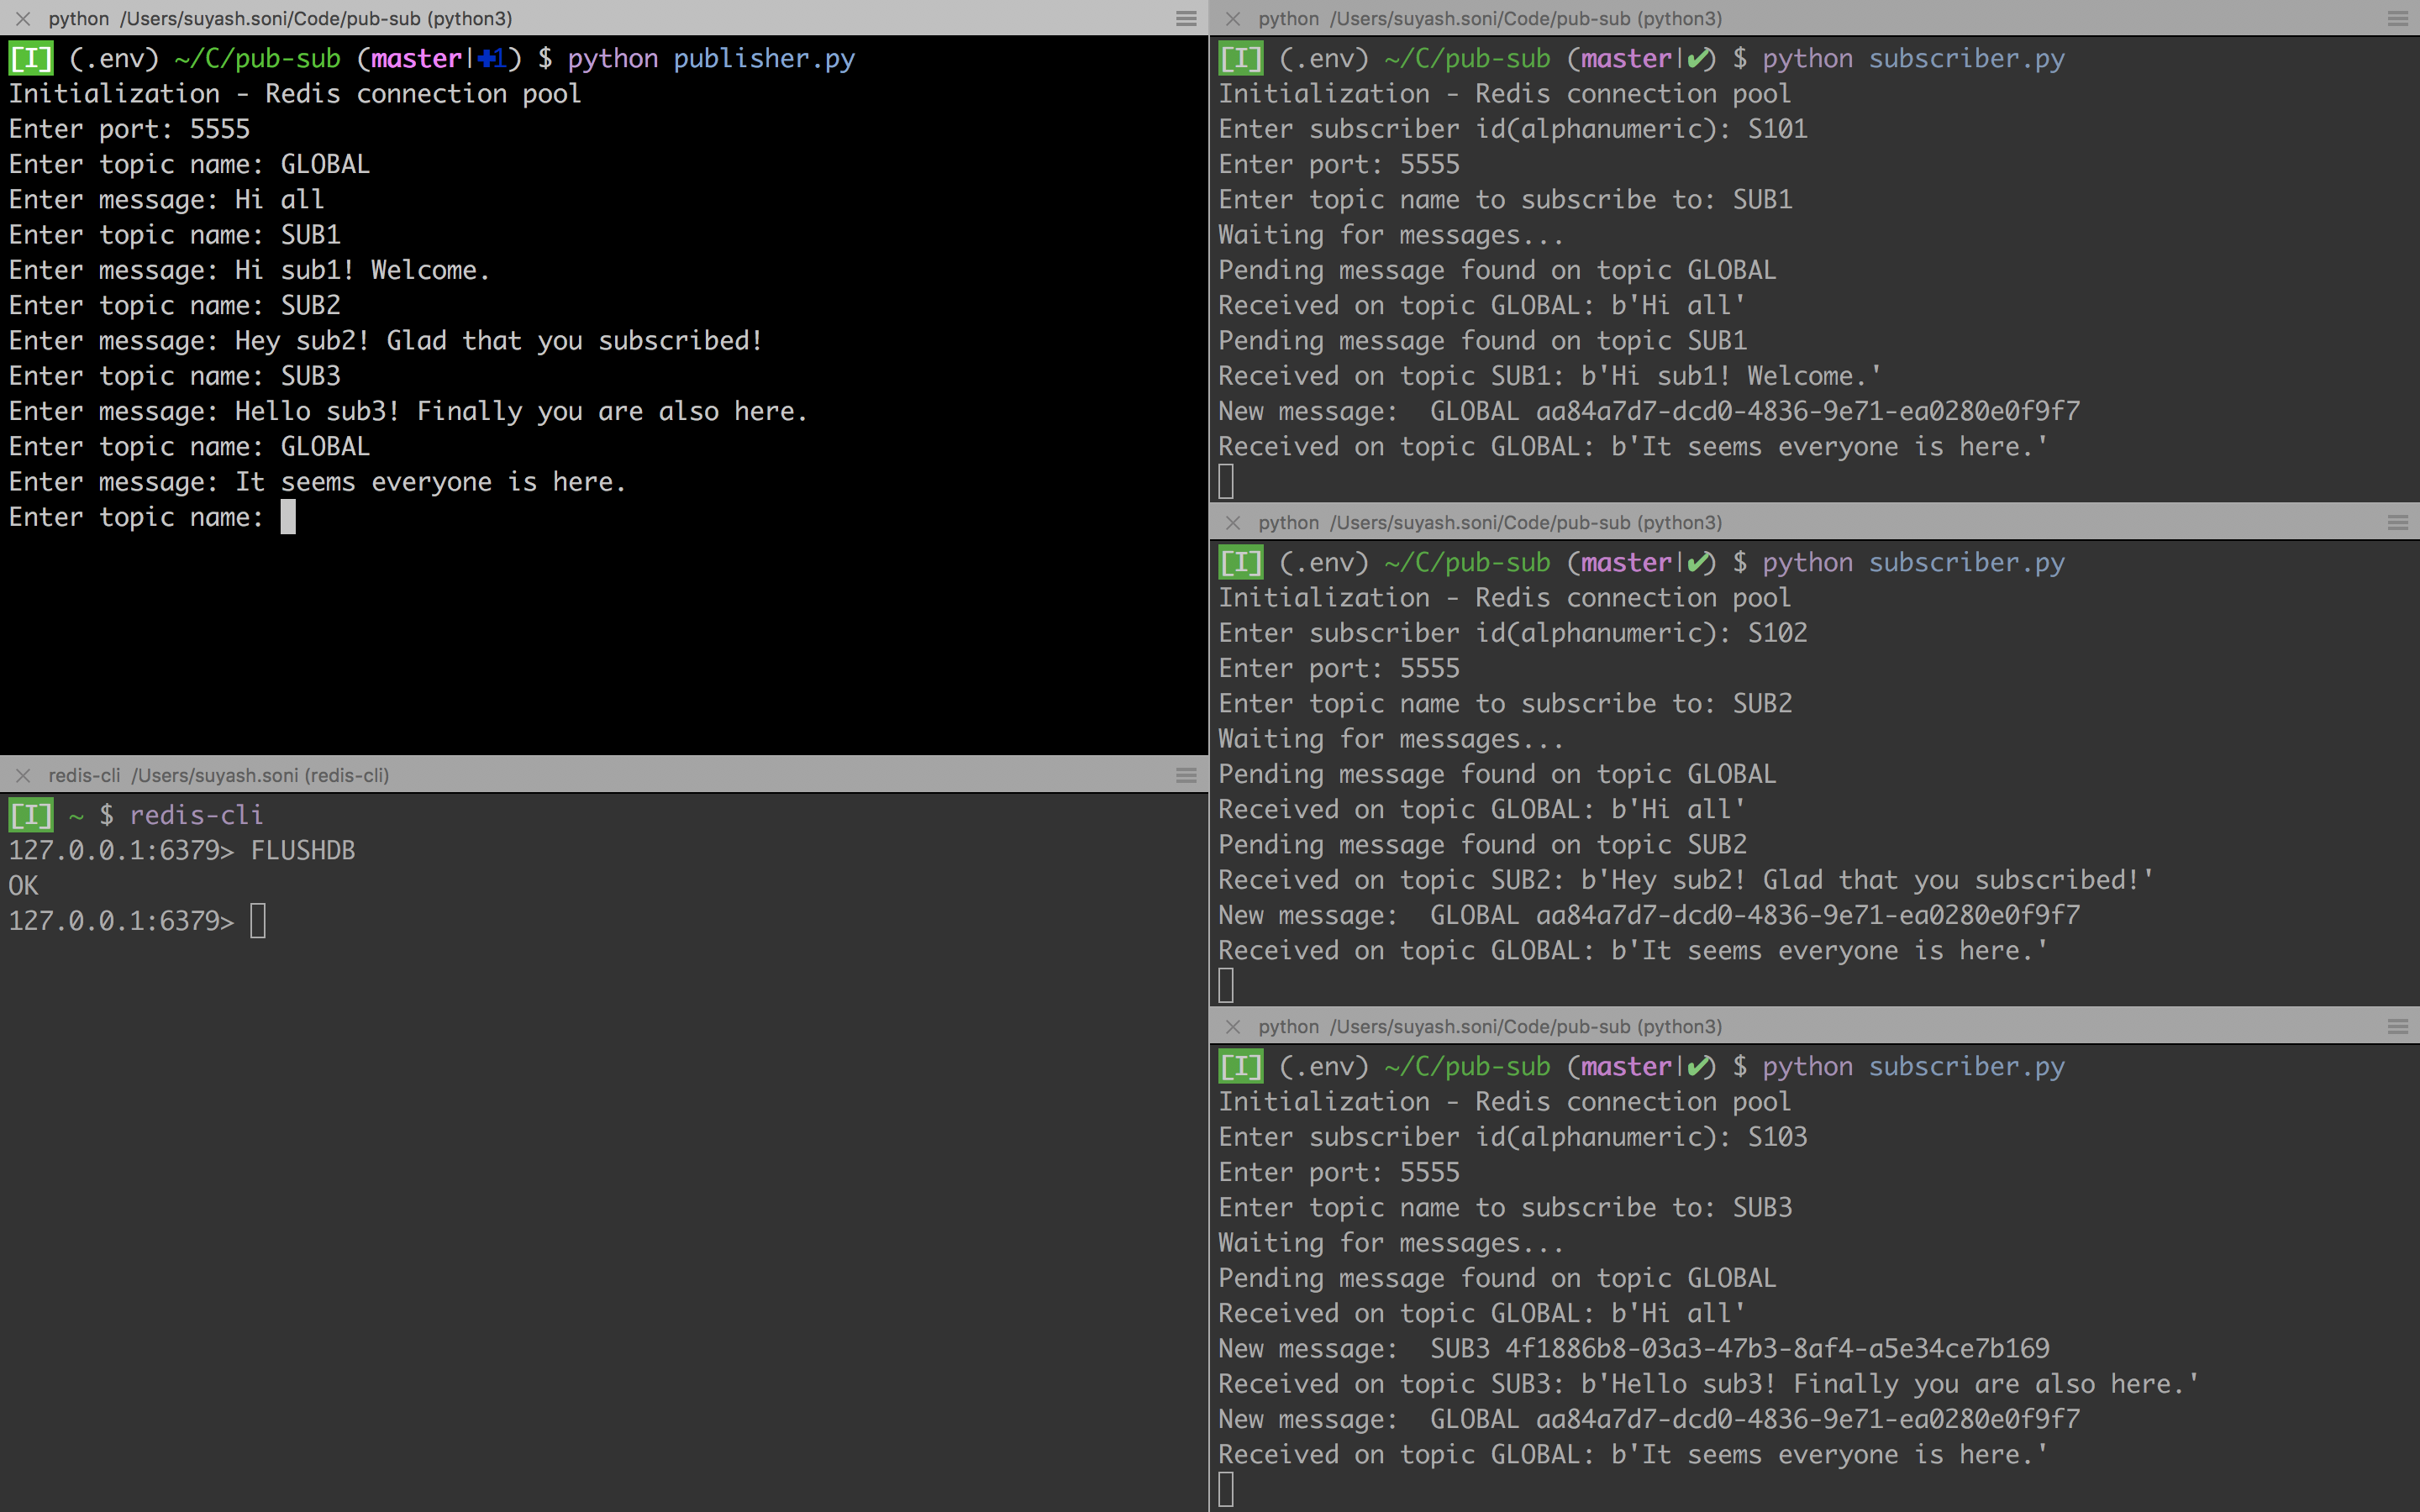 python /Users/suyash.soni/Code/pub-sub (python3)
[I] (.env) ~/C/pub-sub (master|✚1) $ python publisher.py
Initialization - Redis connection pool
Enter port: 5555
Enter topic name: GLOBAL
Enter message: Hi all
Enter topic name: SUB1
Enter message: Hi sub1! Welcome.
Enter topic name: SUB2
Enter message: Hey sub2! Glad that you subscribed!
Enter topic name: SUB3
Enter message: Hello sub3! Finally you are also here.
Enter topic name: GLOBAL
Enter message: It seems everyone is here.
Enter topic name:
redis-cli /Users/suyash.soni (redis-cli)
[I] ~ $ redis-cli
127.0.0.1:6379> FLUSHDB
OK
127.0.0.1:6379>
python /Users/suyash.soni/Code/pub-sub (python3)
[I] (.env) ~/C/pub-sub (master|✔) $ python subscriber.py
Initialization - Redis connection pool
Enter subscriber id(alphanumeric): S101
Enter port: 5555
Enter topic name to subscribe to: SUB1
Waiting for messages...
Pending message found on topic GLOBAL
Received on topic GLOBAL: b'Hi all'
Pending message found on topic SUB1
Received on topic SUB1: b'Hi sub1! Welcome.'
New message:  GLOBAL aa84a7d7-dcd0-4836-9e71-ea0280e0f9f7
Received on topic GLOBAL: b'It seems everyone is here.'
python /Users/suyash.soni/Code/pub-sub (python3)
[I] (.env) ~/C/pub-sub (master|✔) $ python subscriber.py
Initialization - Redis connection pool
Enter subscriber id(alphanumeric): S102
Enter port: 5555
Enter topic name to subscribe to: SUB2
Waiting for messages...
Pending message found on topic GLOBAL
Received on topic GLOBAL: b'Hi all'
Pending message found on topic SUB2
Received on topic SUB2: b'Hey sub2! Glad that you subscribed!'
New message:  GLOBAL aa84a7d7-dcd0-4836-9e71-ea0280e0f9f7
Received on topic GLOBAL: b'It seems everyone is here.'
python /Users/suyash.soni/Code/pub-sub (python3)
[I] (.env) ~/C/pub-sub (master|✔) $ python subscriber.py
Initialization - Redis connection pool
Enter subscriber id(alphanumeric): S103
Enter port: 5555
Enter topic name to subscribe to: SUB3
Waiting for messages...
Pending message found on topic GLOBAL
Received on topic GLOBAL: b'Hi all'
New message:  SUB3 4f1886b8-03a3-47b3-8af4-a5e34ce7b169
Received on topic SUB3: b'Hello sub3! Finally you are also here.'
New message:  GLOBAL aa84a7d7-dcd0-4836-9e71-ea0280e0f9f7
Received on topic GLOBAL: b'It seems everyone is here.'